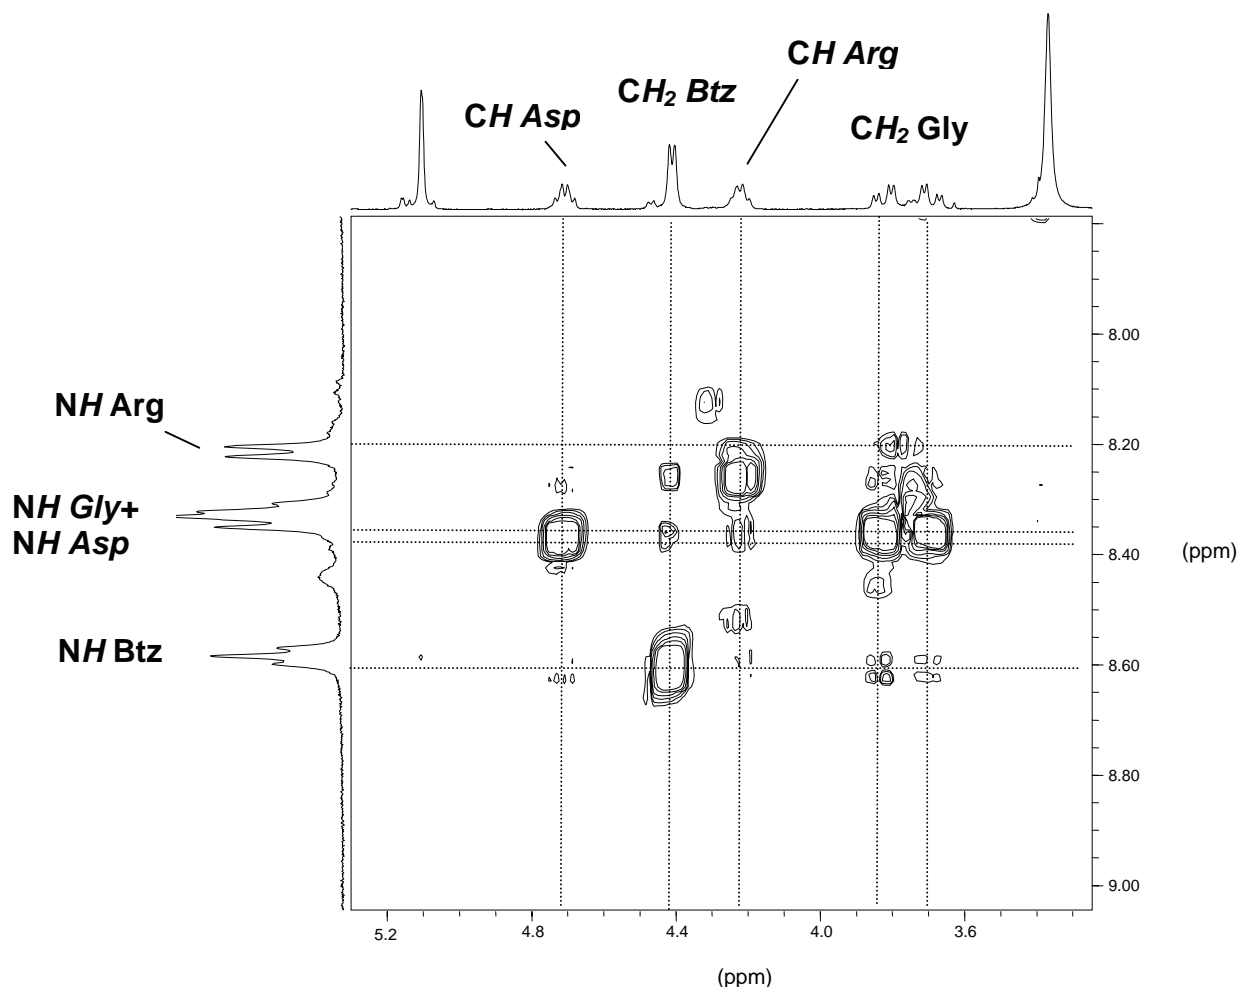 CH Arg
CH2 Btz
CH Asp
CH2 Gly
8.00
NH Arg
8.20
NH Gly+
NH Asp
8.40
(ppm)
NH Btz
8.60
8.80
9.00
5.2
4.8
4.4
4.0
3.6
(ppm)